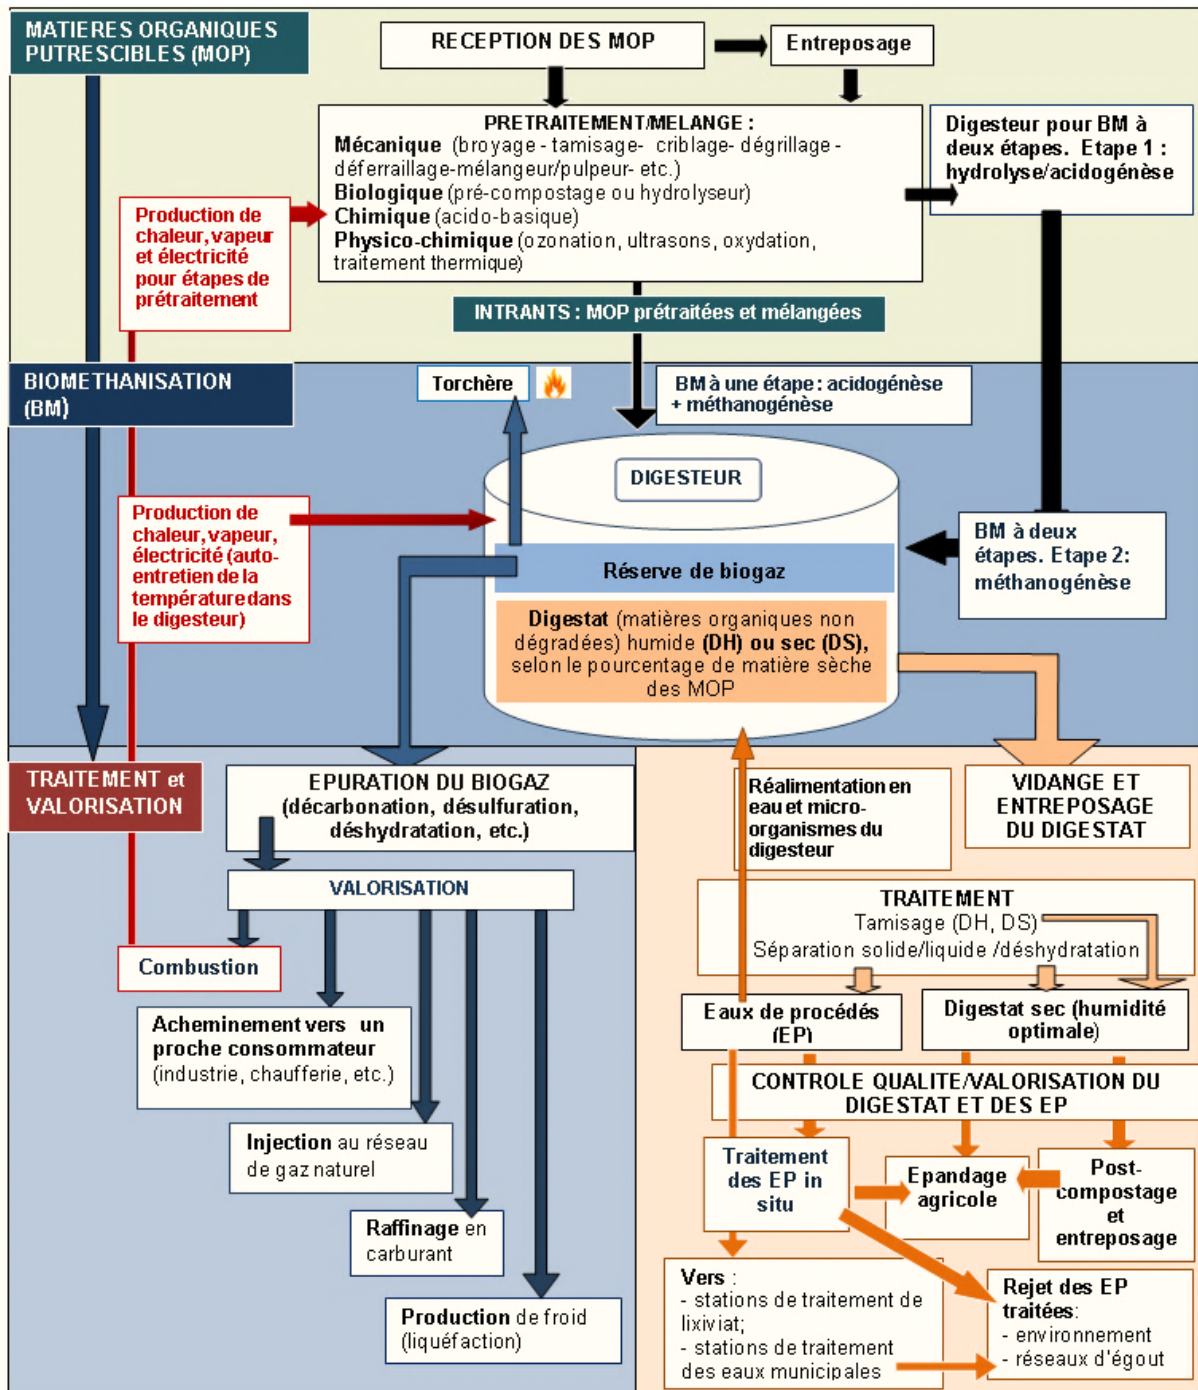 MATIERES ORGANIQUES
PUTRESCIBLES (MOP)
RECEPTION DES MOP
Entreposage
PRETRAITEMENT/MELANGE :
Mécanique (broyage - tamisage- criblage- dégrillage -
déferraillage-mélangeur/pulpeur- etc.)
Biologique (pré-compostage ou hydrolyseur)
Chimique (acido-basique)
Physico-chimique (ozonation, ultrasons, oxydation,
traitement thermique)
Digesteur pour BM à
deux étapes. Etape 1 :
hydrolyse/acidogénèse
Production de
chaleur, vapeur
et électricité
pour étapes de
prétraitement
INTRANTS : MOP prétraitées et mélangées
BIOMETHANISATION
(BM)
Torchère
BM à une étape : acidogénèse
+ méthanogénèse
DIGESTEUR
Production de
chaleur, vapeur,
électricité (auto-
entretien de la
température dans
le digesteur)
BM à deux
étapes. Etape 2:
méthanogénèse
Réserve de biogaz
Digestat (matières organiques non
dégradées) humide (DH) ou sec (DS),
selon le pourcentage de matière sèche
des MOP
TRAITEMENT et
VALORISATION
EPURATION DU BIOGAZ
(décarbonation, désulfuration,
déshydratation, etc.)
Réalimentation en
eau et micro-
organismes du
digesteur
VIDANGE ET
ENTREPOSAGE
DU DIGESTAT
VALORISATION
TRAITEMENT
Tamisage (DH, DS)
Séparation solide/liquide /déshydratation
Combustion
Acheminement vers un
proche consommateur
(industrie, chaufferie, etc.)
Eaux de procédés
(EP)
Digestat sec (humidité
optimale)
CONTROLE QUALITE/VALORISATION DU
DIGESTAT ET DES EP
Injection au réseau
de gaz naturel
Traitement
des EP in
situ
Epandage
agricole
Post-
compostage
et
entreposage
Raffinage en
carburant
Production de froid
(liquéfaction)
Vers :
- stations de traitement de
lixiviat;
- stations de traitement
des eaux municipales
Rejet des EP
traitées:
- environnement
- réseaux d'égout